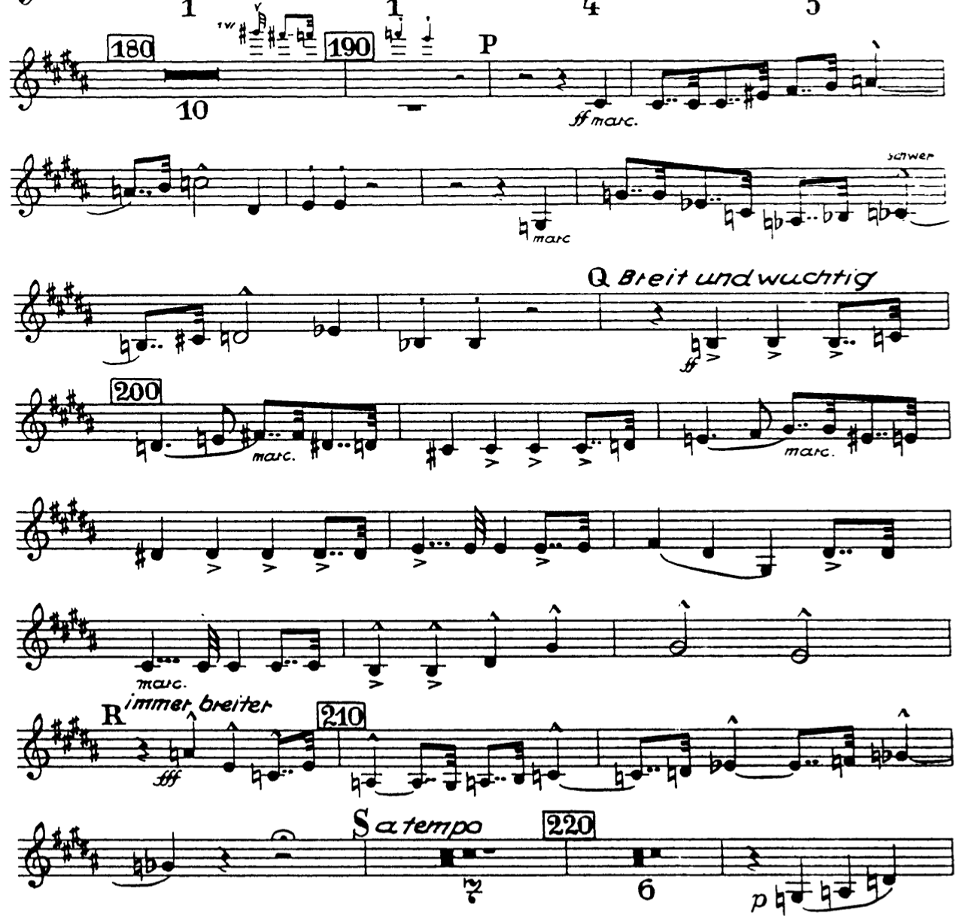 1 1 4 5
180 190 P
10
ff marc.
schwer
marc
Q Breit und wuchtig
ff
200
marc. marc.
marc.
R immer breiter 210
fff
S a tempo 220
7 6
p